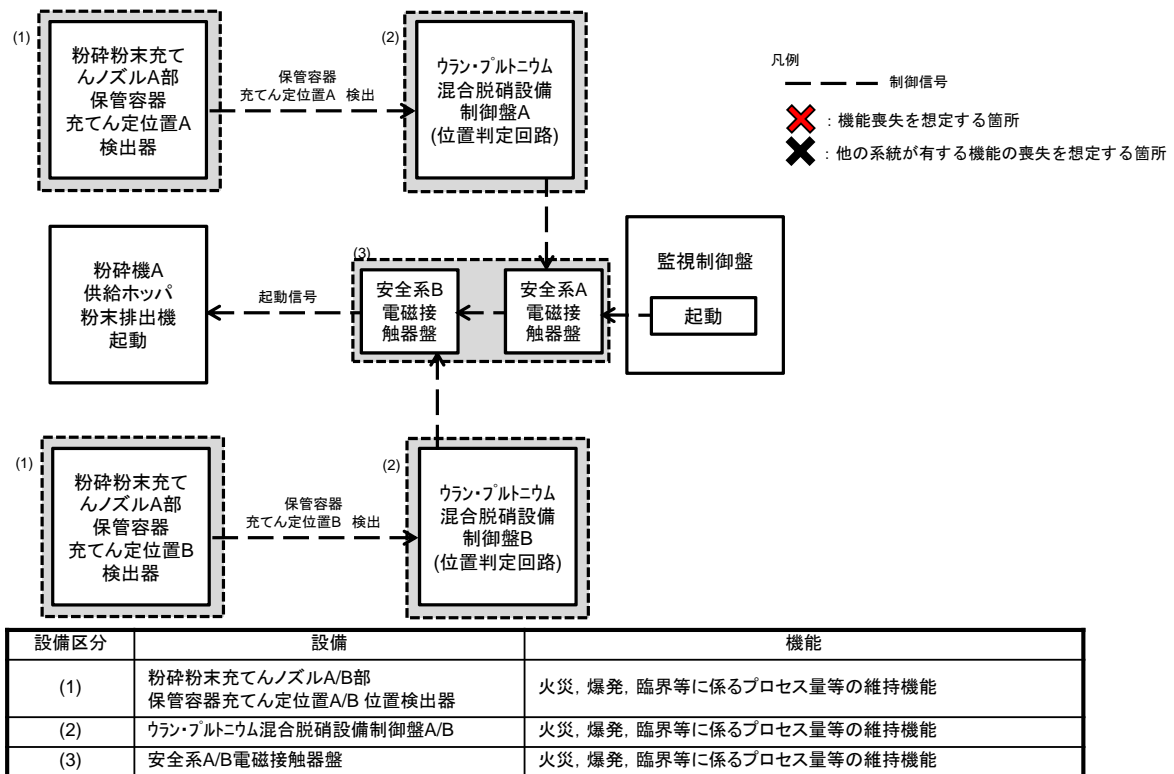 (1)
粉砕粉末充て
んノズルA部
保管容器
充てん定位置A
検出器
保管容器
充てん定位置A 検出
(2)
ウラン・プルトニウム
混合脱硝設備
制御盤A
(位置判定回路)
凡例
制御信号
：機能喪失を想定する箇所
：他の系統が有する機能の喪失を想定する箇所
粉砕機A
供給ホッパ
粉末排出機
起動
起動信号
(3)
安全系B
電磁接
触器盤
安全系A
電磁接
触器盤
監視制御盤
起動
(1)
粉砕粉末充て
んノズルA部
保管容器
充てん定位置B
検出器
保管容器
充てん定位置B 検出
(2)
ウラン・プルトニウム
混合脱硝設備
制御盤B
(位置判定回路)
設備区分 設備 機能
(1) 粉砕粉末充てんノズルA/B部
保管容器充てん定位置A/B 位置検出器 火災，爆発，臨界等に係るプロセス量等の維持機能
(2) ウラン・プルトニウム混合脱硝設備制御盤A/B 火災，爆発，臨界等に係るプロセス量等の維持機能
(3) 安全系A/B電磁接触器盤 火災，爆発，臨界等に係るプロセス量等の維持機能